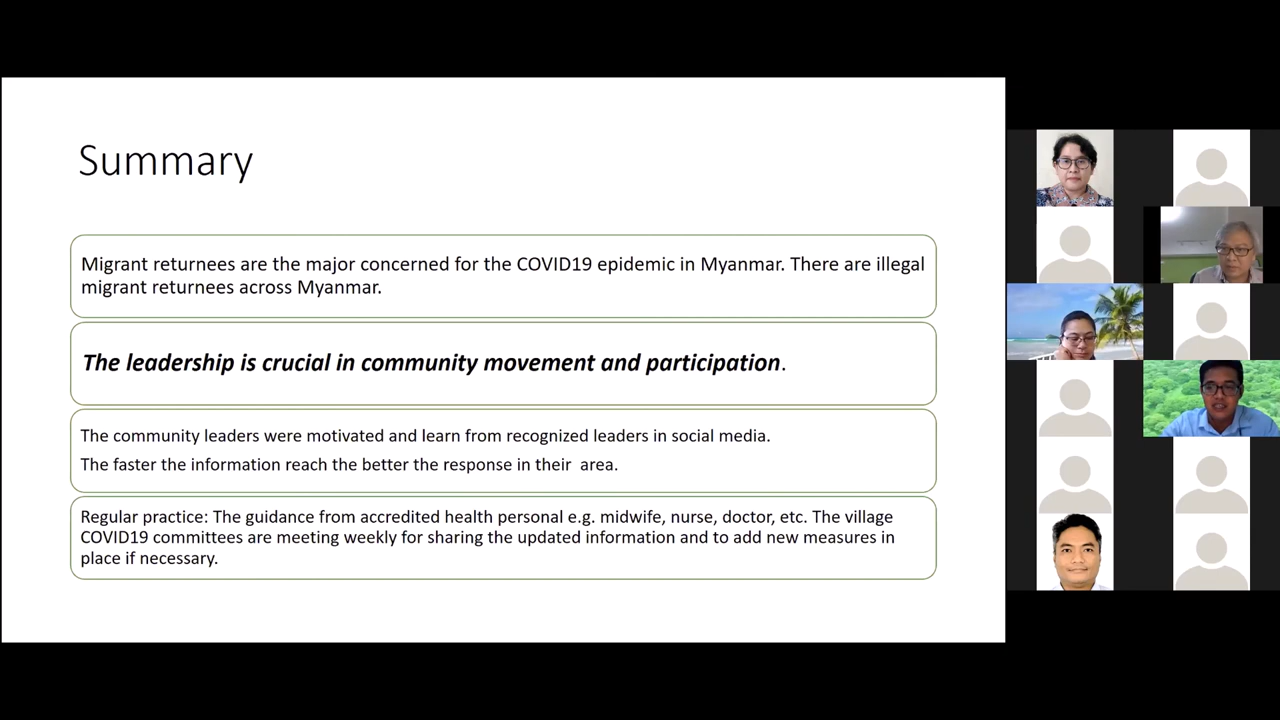 Summary
Migrant returnees are the major concerned for the COVID19 epidemic in Myanmar. There are illegal
migrant returnees across Myanmar.
The leadership is crucial in community movement and participation.
The community leaders were motivated and learn from recognized leaders in social media.
The faster the information reach the better the response in their area.
Regular practice: The guidance from accredited health personal e.g. midwife, nurse, doctor, etc. The village
COVID19 committees are meeting weekly for sharing the updated information and to add new measures in
place if necessary.